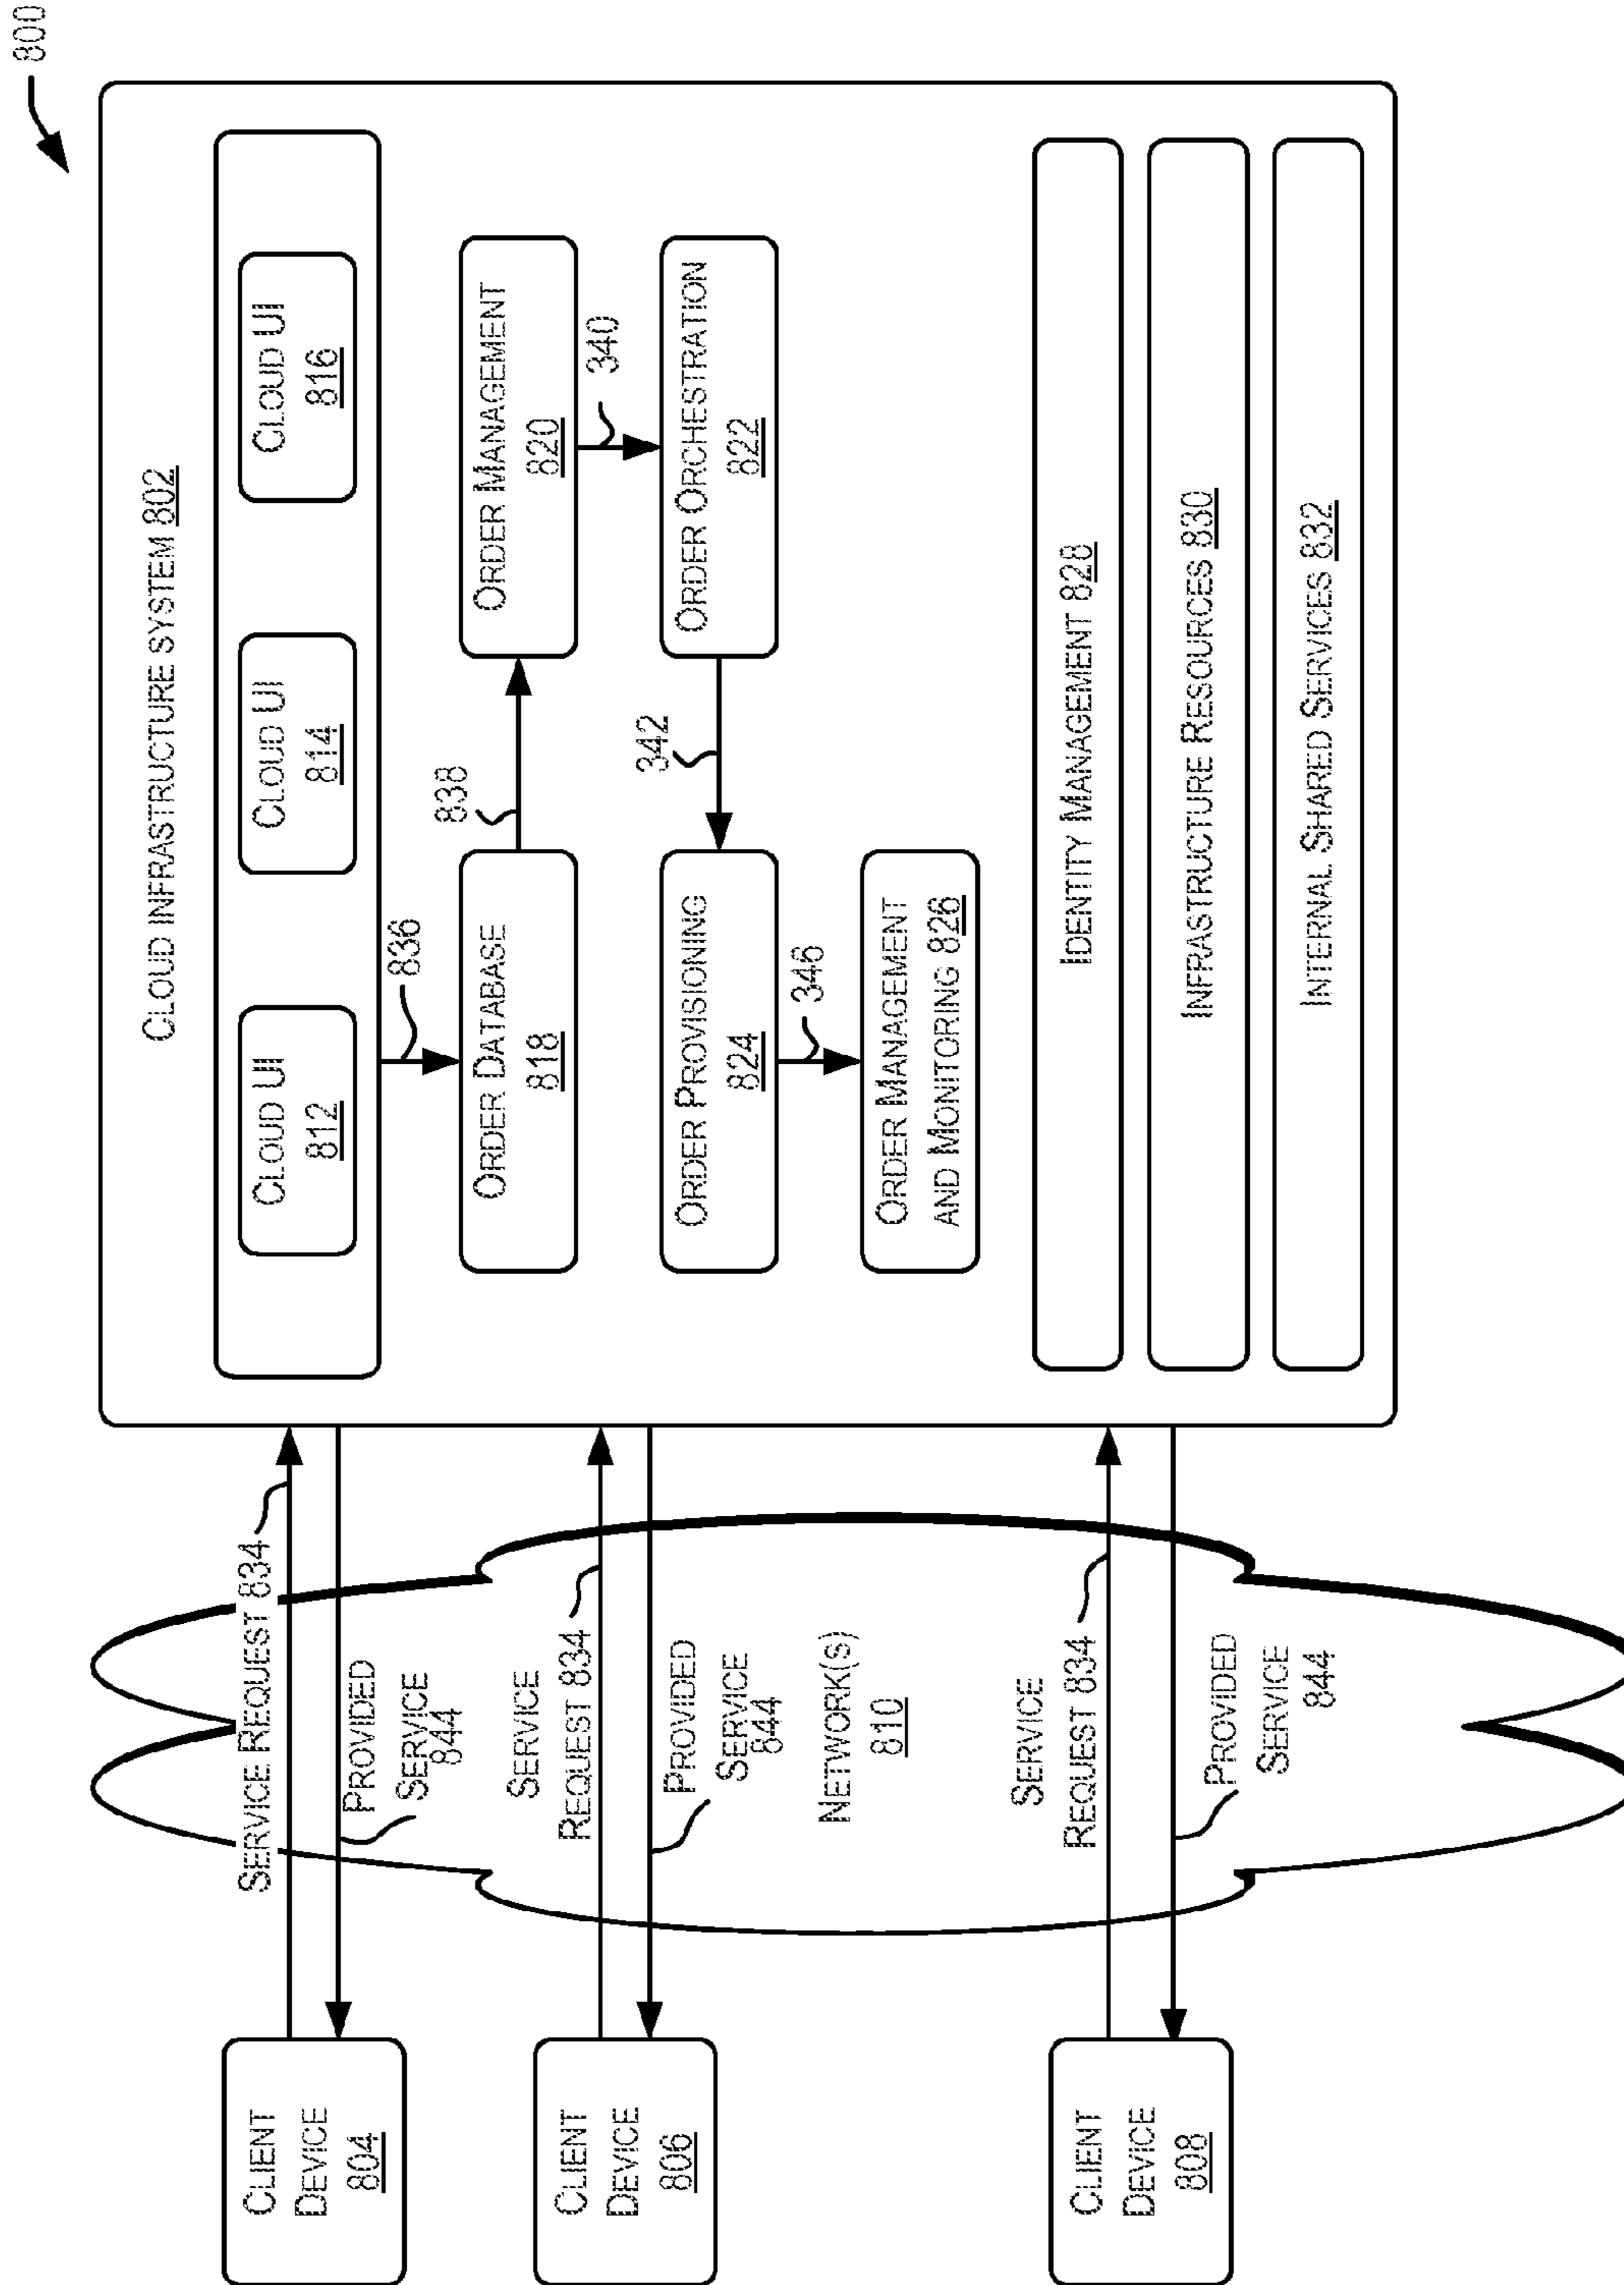 800
CLOUD INFRASTRUCTURE SYSTEM 802
CLOUD UI
812
CLOUD UI
814
CLOUD UI
816
836
ORDER DATABASE
818
838
ORDER MANAGEMENT
820
340
ORDER PROVISIONING
824
342
ORDER ORCHESTRATION
822
346
ORDER MANAGEMENT
AND MONITORING 826
IDENTITY MANAGEMENT 828
INFRASTRUCTURE RESOURCES 830
INTERNAL SHARED SERVICES 832
CLIENT
DEVICE
804
SERVICE REQUEST 834
PROVIDED
SERVICE
844
CLIENT
DEVICE
806
SERVICE
REQUEST 834
PROVIDED
SERVICE
844
NETWORK(S)
810
CLIENT
DEVICE
808
SERVICE
REQUEST 834
PROVIDED
SERVICE
844